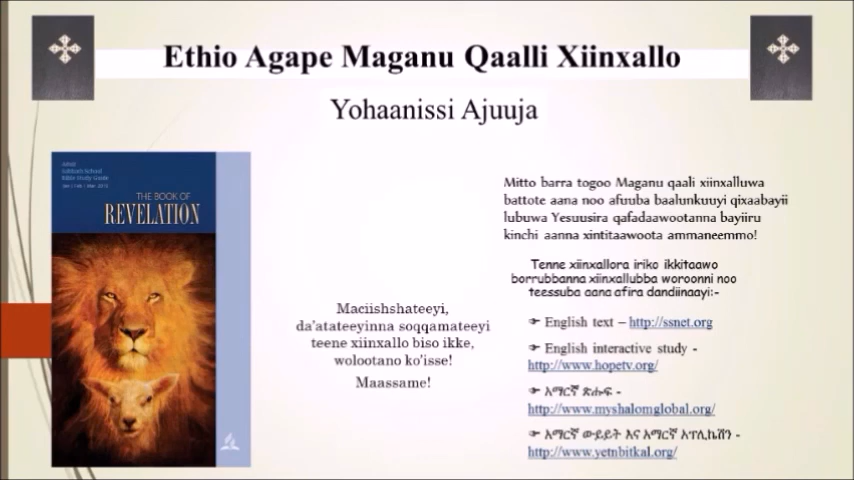 Ethio Agape Maganu Qaalli Xiinxallo
Yohaanissi Ajuuja
Adult
Sabbath School
Bible Study Guide
Jan | Feb | Mar 2019
THE BOOK OF
REVELATION
Maciishshateeyi,
da'atateeyinna soqqamateeyi
teene xiinxallo biso ikke,
wolootano ko'isse!
Maassame!
Mitto barra togoo Maganu qaali xiinxalluwa
battote aana noo afuuba baalunkuuyi qixaabayii
lubuwa Yesuusira qafadaawootanna bayiiru
kinchi aanna xintitaawoota ammaneemmo!
Tenne xiinxallora iriko ikkitaawo
borrubbanna xiinxallubba woroonni noo
teessuba aana afira dandiinaayi:-
☞ English text – http://ssnet.org
☞ English interactive study -
http://www.hopetv.org/
☞ አማርኛ ጽሑፍ -
http://www.myshalomglobal.org/
☞ አማርኛ ውይይት እና አማርኛ አፕሊኬሽን -
http://www.yetnbitkal.org/